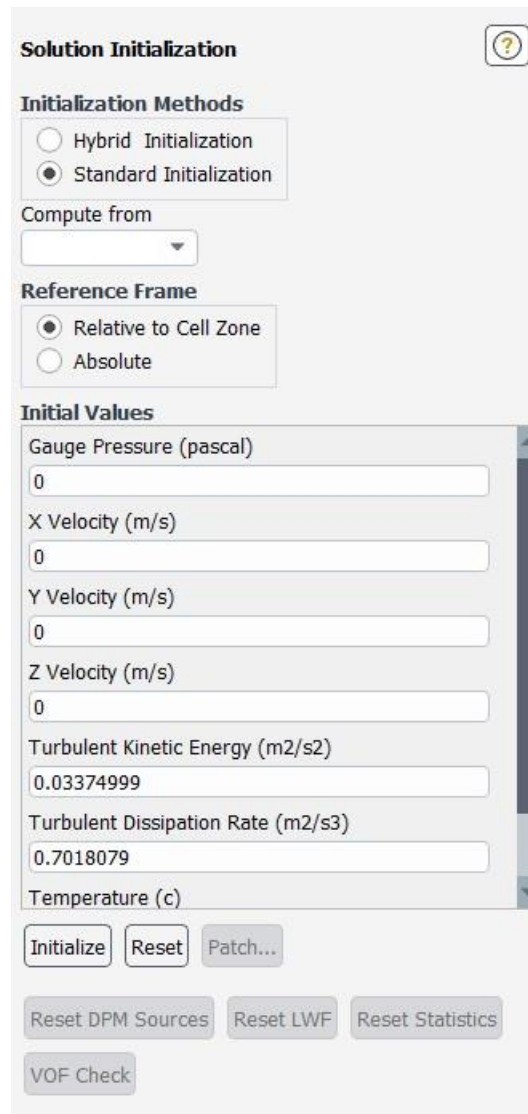 Solution Initialization ?
Initialization Methods
Hybrid Initialization
Standard Initialization
Compute from
Reference Frame
Relative to Cell Zone
Absolute
Initial Values
Gauge Pressure (pascal)
0
X Velocity (m/s)
0
Y Velocity (m/s)
0
Z Velocity (m/s)
0
Turbulent Kinetic Energy (m2/s2)
0.03374999
Turbulent Dissipation Rate (m2/s3)
0.7018079
Temperature (c)
Initialize Reset Patch...
Reset DPM Sources Reset LWF Reset Statistics
VOF Check